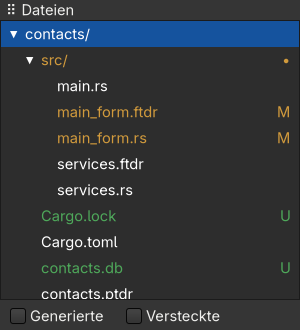 Dateien
contacts/
src/
main.rs
main_form.ftdr M
main_form.rs M
services.ftdr
services.rs
Cargo.lock U
Cargo.toml
contacts.db U
contacts.ptdr
Generierte Versteckte